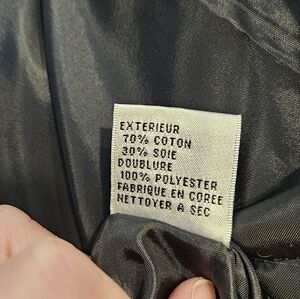 EXTERIEUR
70% COTON
30% SOIE
DOUBLURE
100% POLYESTER
FABRIQUE EN COREE
NETTOYER A SEC